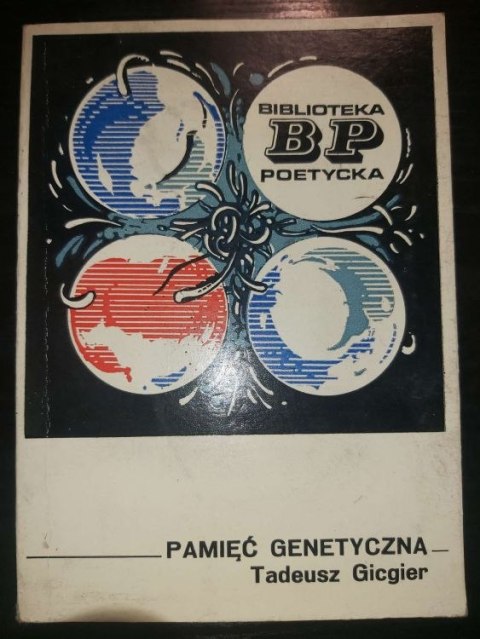 BIBLIOTEKA
BP
POETYCKA
PAMIĘĆ GENETYCZNA
Tadeusz Gicgier